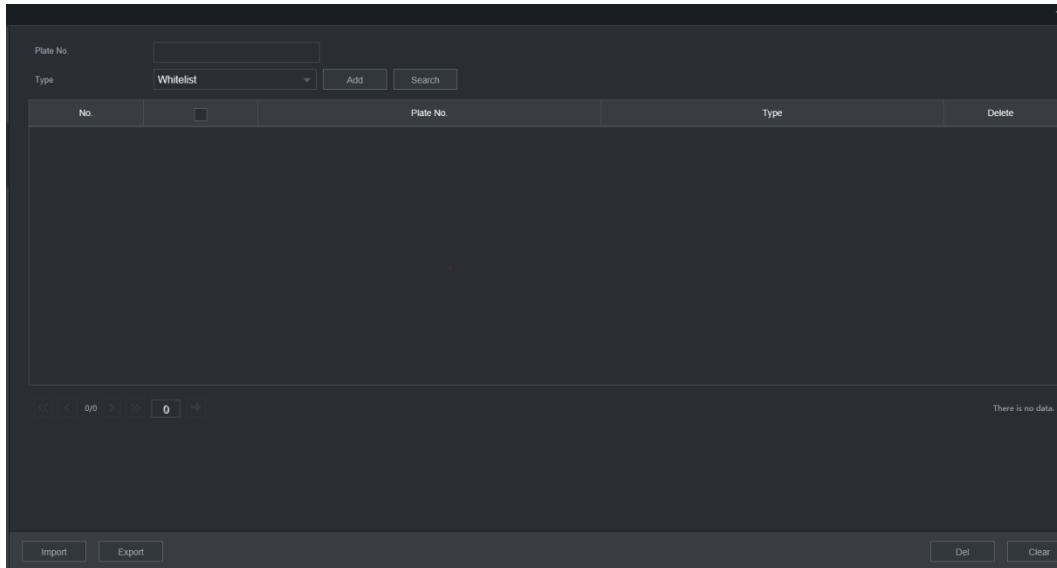 Plate No.
Type Whitelist Add Search
No. Plate No. Type Delete
0/0 0 There is no data.
Import Export Del Clear